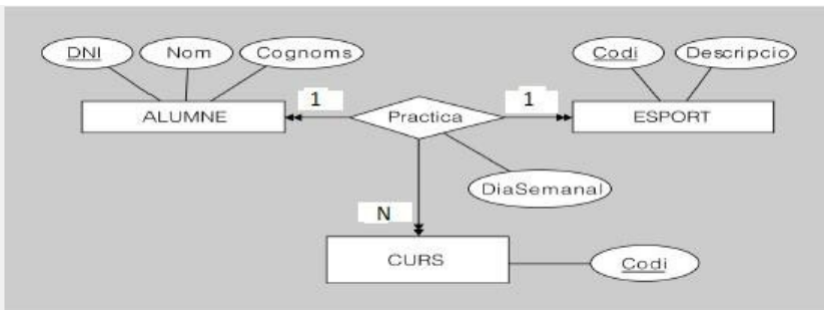 DNI Nom Cognoms Codi Descripcio
1 1
ALUMNE Practica ESPORT
DiaSemanal
N
CURS Codi